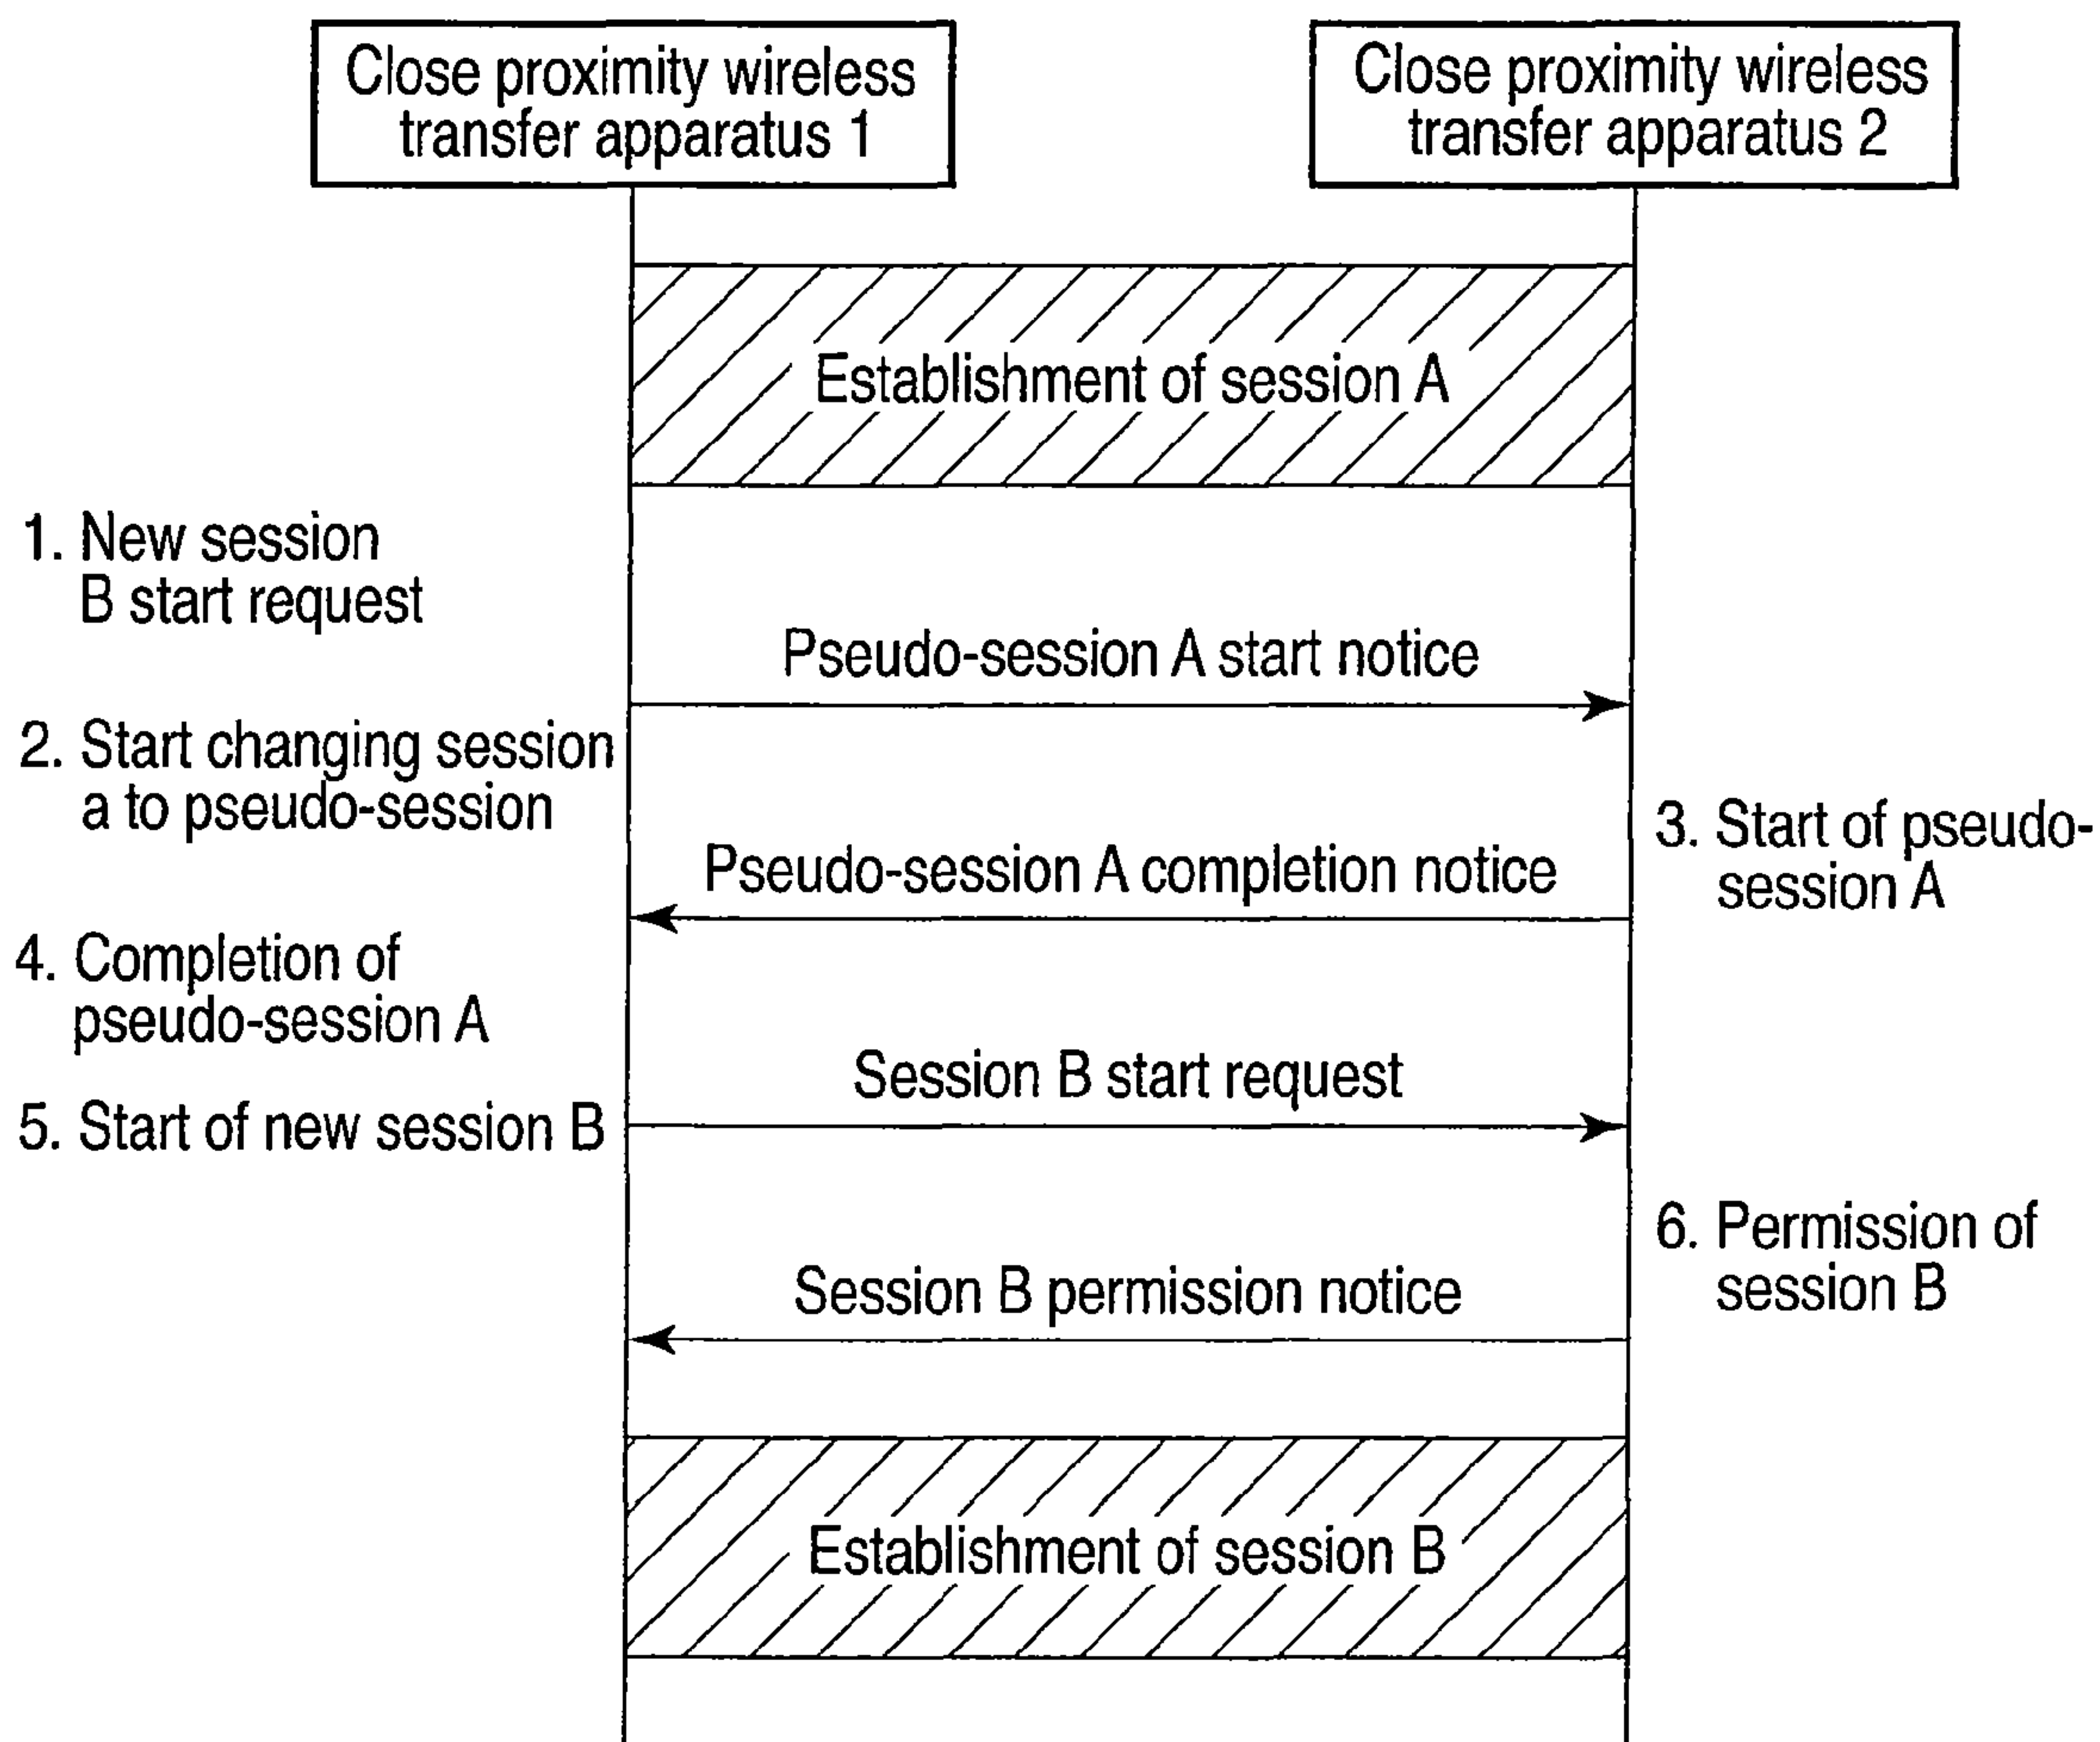 Close proximity wireless
transfer apparatus 1
Close proximity wireless
transfer apparatus 2
Establishment of session A
1. New session
B start request
Pseudo-session A start notice
2. Start changing session
a to pseudo-session
3. Start of pseudo-
session A
Pseudo-session A completion notice
4. Completion of
pseudo-session A
Session B start request
5. Start of new session B
6. Permission of
session B
Session B permission notice
Establishment of session B